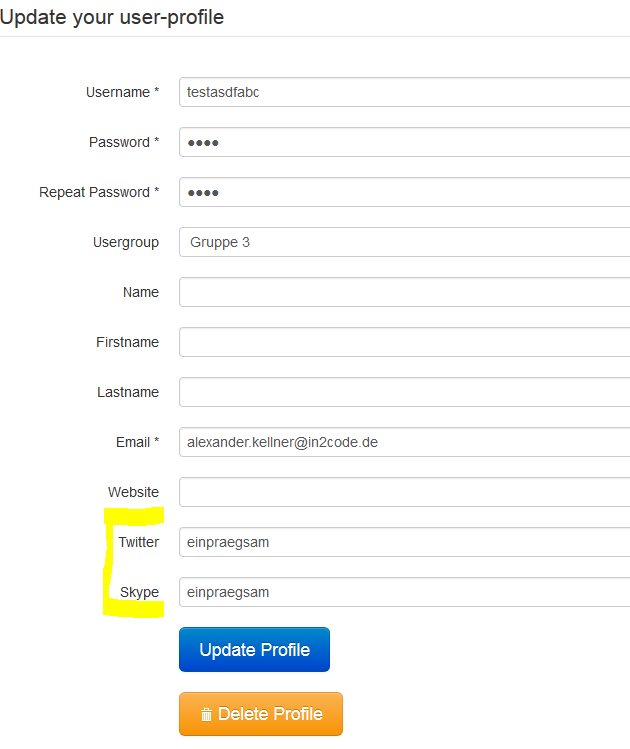 Update your user-profile
Username * testasdfabc
Password * ••••
Repeat Password * ••••
Usergroup Gruppe 3
Name
Firstname
Lastname
Email * alexander.kellner@in2code.de
Website
Twitter einpraegsam
Skype einpraegsam
Update Profile
Delete Profile